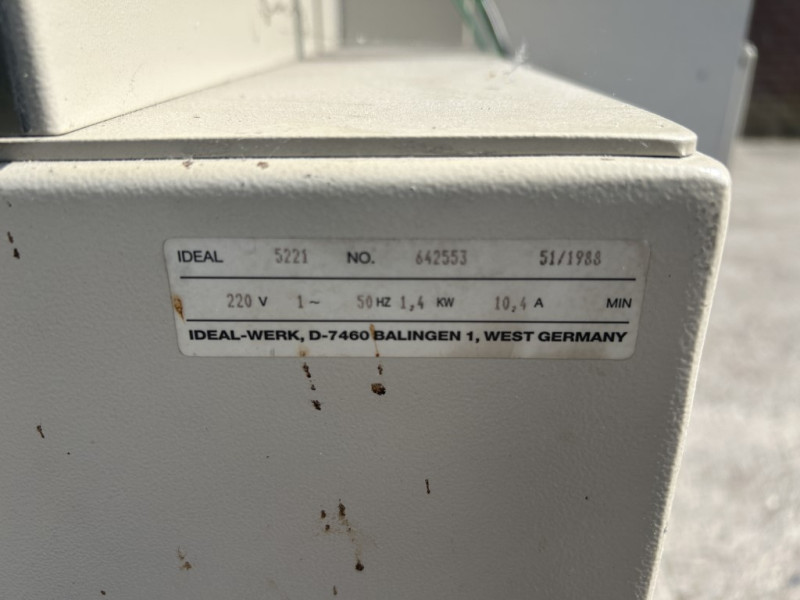 IDEAL 5221 NO. 642553 51/1988
220 V 1~ 50 HZ 1,4 KW 10,4 A MIN
IDEAL-WERK, D-7460 BALINGEN 1, WEST GERMANY